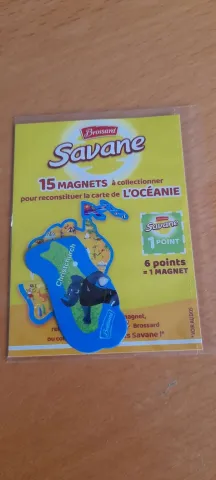 Brossard
Savane
15 MAGNETS à collectionner
pour reconstituer la carte de L'OCÉANIE
Savane
1 POINT
6 points
= 1 MAGNET
Christchurch
magnet,
Brossard
Savane !*